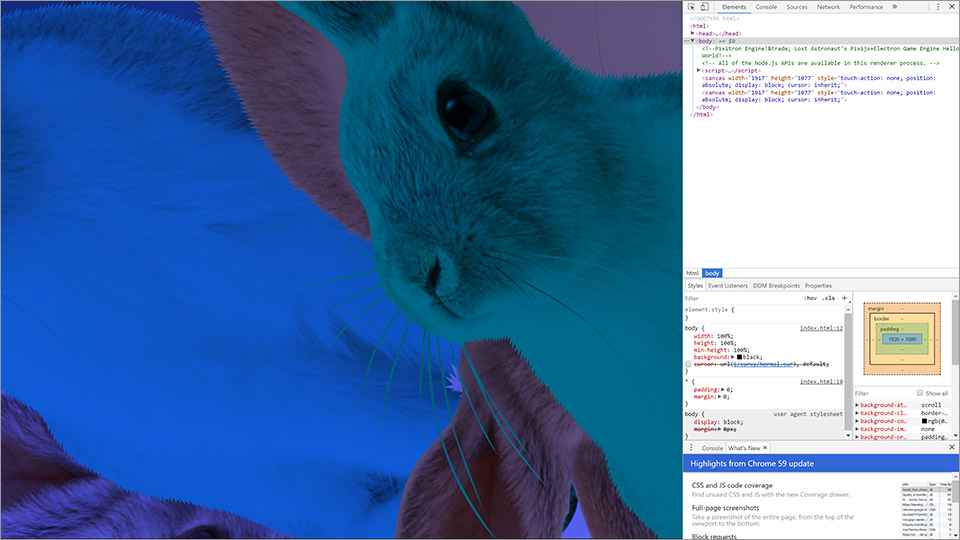 Elements Console Sources Network Performance »
<!DOCTYPE html>
<html>
▶<head>…</head>
▼<body> == $0
<!--Pixitron Engine!&trade; Lost Astronaut's Pixijs+Electron Game Engine Hello
World!-->
<!-- All of the Node.js APIs are available in this renderer process. -->
▶<script>…</script>
<canvas width="1917" height="1077" style="touch-action: none; position:
absolute; display: block; cursor: inherit;">
<canvas width="1917" height="1077" style="touch-action: none; position:
absolute; display: block; cursor: inherit;">
</body>
</html>
html body
Styles Event Listeners DOM Breakpoints Properties
Filter :hov .cls +
element.style {
}
body { index.html:12
width: 100%;
height: 100%;
min-height: 100%;
background:▶ black;
cursor: url(i/curvy/normal.cur), default;
}
* { index.html:10
padding:▶ 0;
margin:▶ 0;
}
body { user agent stylesheet
display: block;
margin:▶ 8px;
}
margin –
border –
padding –
1920 × 1080
Filter Show all
▶background-at… scroll
▶background-cl… border-…
▶background-co… rgb(0…
▶background-im… none
▶background-or… padding…
Console What's New ×
Highlights from Chrome 59 update
CSS and JS code coverage
Find unused CSS and JS with the new Coverage drawer.
Full-page screenshots
Take a screenshot of the entire page, from the top of the
viewport to the bottom.
Block requests